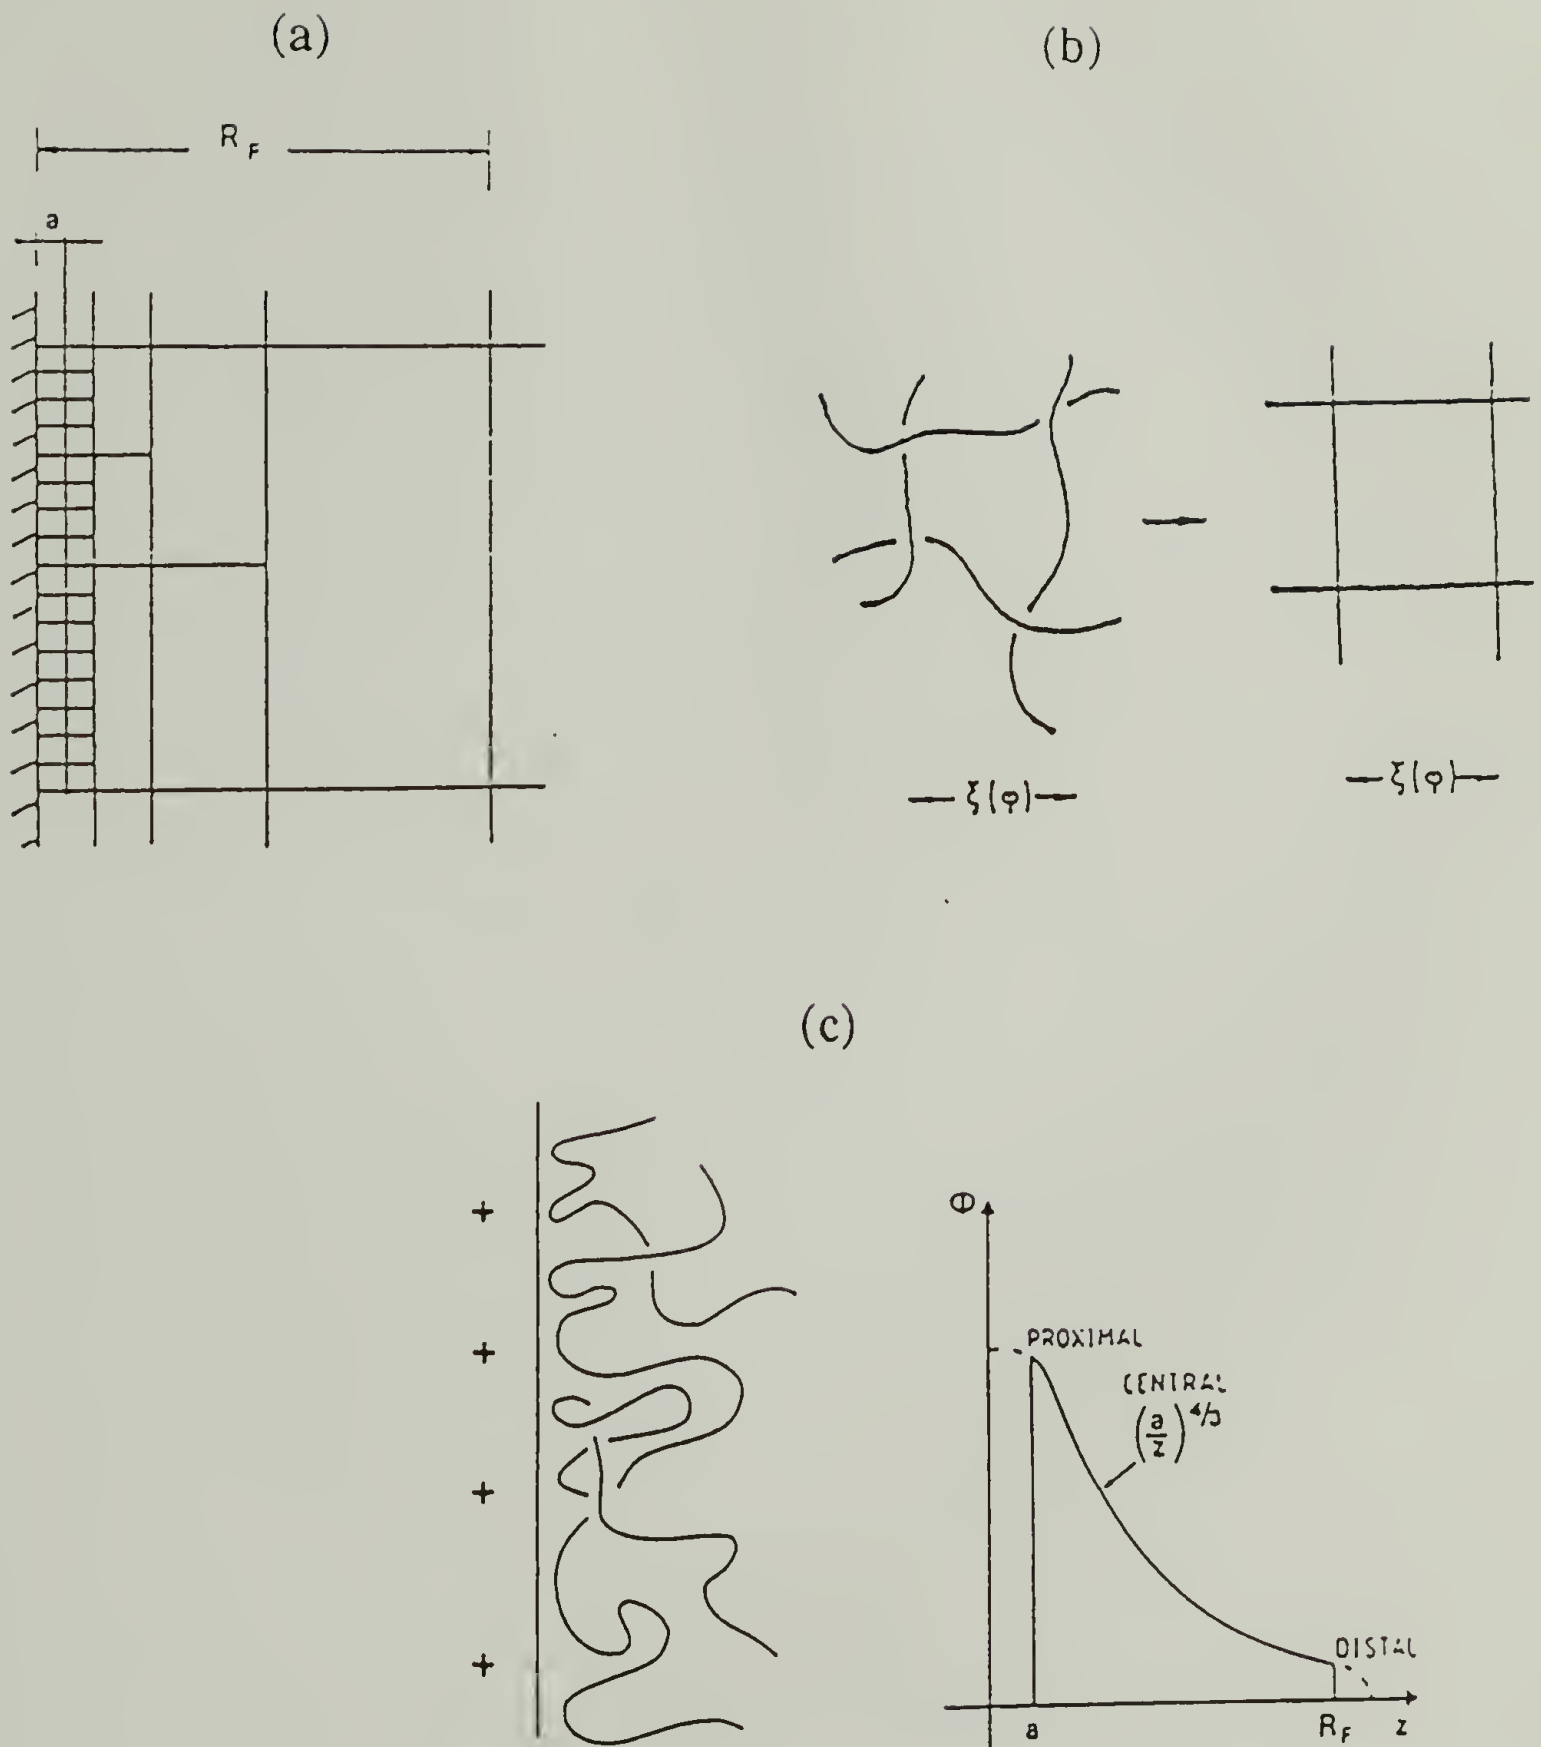 (a)
(b)
R_F
a
ξ(φ)
ξ(φ)
(c)
+
+
+
+
Φ
PROXIMAL
CENTRAL
(a/z)^4/3
DISTAL
a
R_F
z